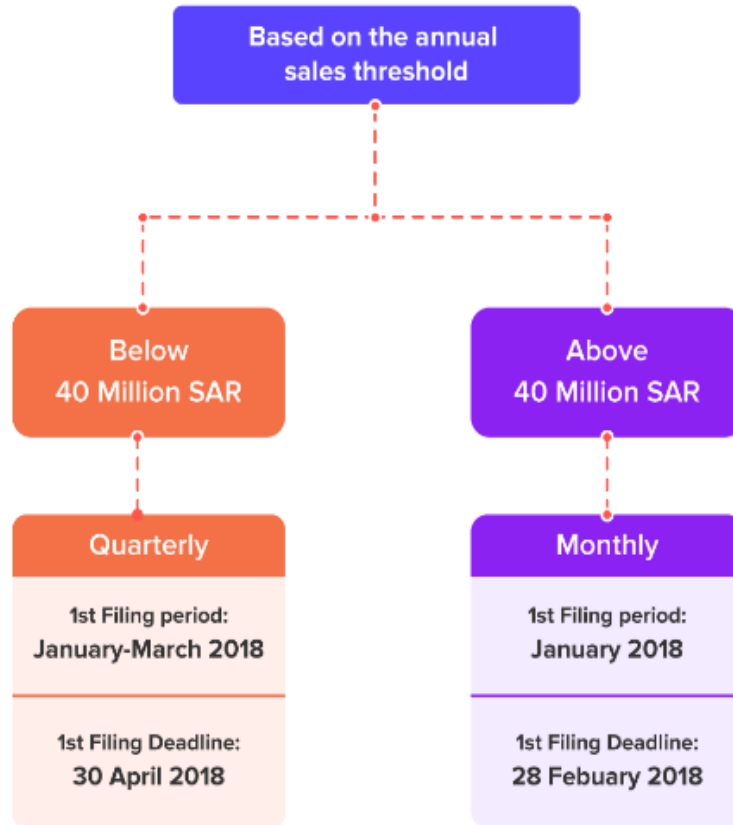 Based on the annual
sales threshold
Below
40 Million SAR
Above
40 Million SAR
Quarterly
1st Filing period:
January-March 2018
1st Filing Deadline:
30 April 2018
Monthly
1st Filing period:
January 2018
1st Filing Deadline:
28 Febuary 2018